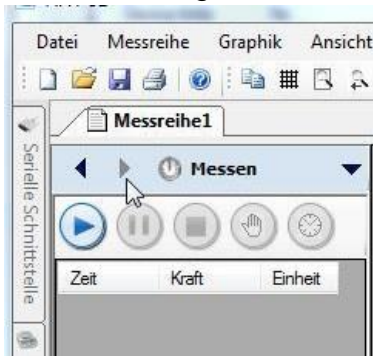 Datei Messreihe Graphik Ansicht
Messreihe1
Serielle Schnittstelle
Messen
Zeit Kraft Einheit